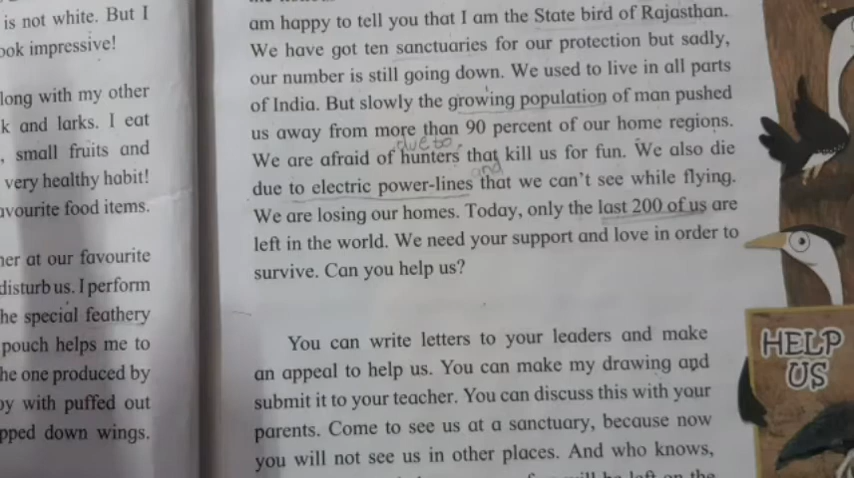 is not white. But I
ook impressive!
long with my other
k and larks. I eat
, small fruits and
very healthy habit!
avourite food items.
her at our favourite
disturb us. I perform
he special feathery
pouch helps me to
he one produced by
by with puffed out
pped down wings.
am happy to tell you that I am the State bird of Rajasthan.
We have got ten sanctuaries for our protection but sadly,
our number is still going down. We used to live in all parts
of India. But slowly the growing population of man pushed
us away from more than 90 percent of our home regions.
due to
We are afraid of hunters that kill us for fun. We also die
and
due to electric power-lines that we can't see while flying.
We are losing our homes. Today, only the last 200 of us are
left in the world. We need your support and love in order to
survive. Can you help us?
You can write letters to your leaders and make
an appeal to help us. You can make my drawing and
submit it to your teacher. You can discuss this with your
parents. Come to see us at a sanctuary, because now
you will not see us in other places. And who knows,
will be left on the
HELP
US